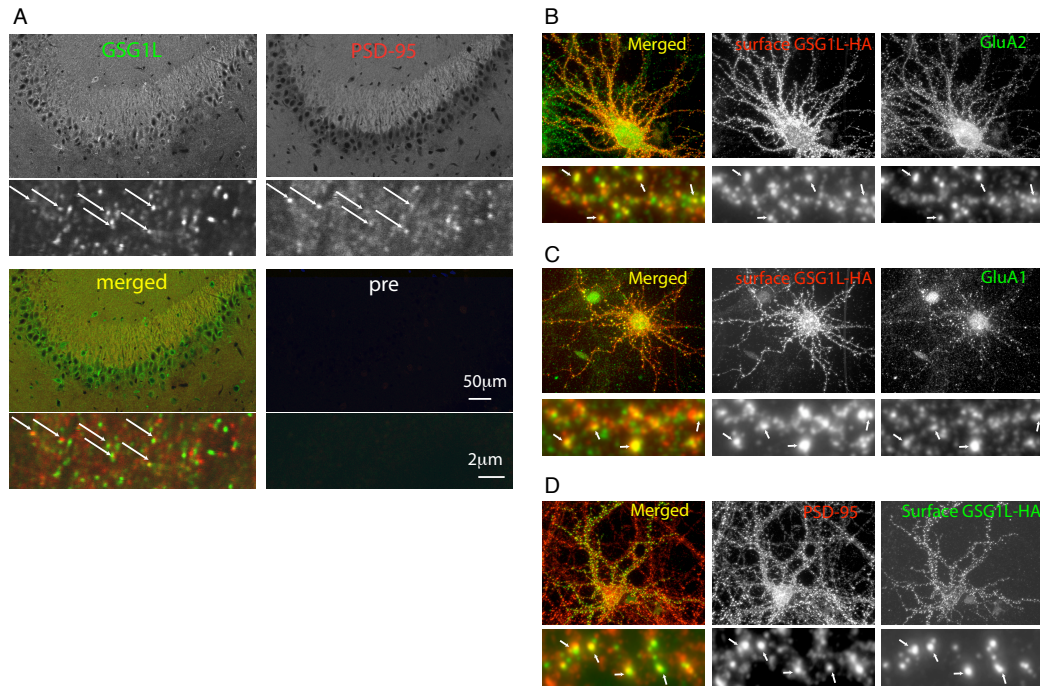 A
GSG1L
PSD-95
merged
pre
50μm
2μm
B
Merged
surface GSG1L-HA
GluA2
C
Merged
surface GSG1L-HA
GluA1
D
Merged
PSD-95
Surface GSG1L-HA